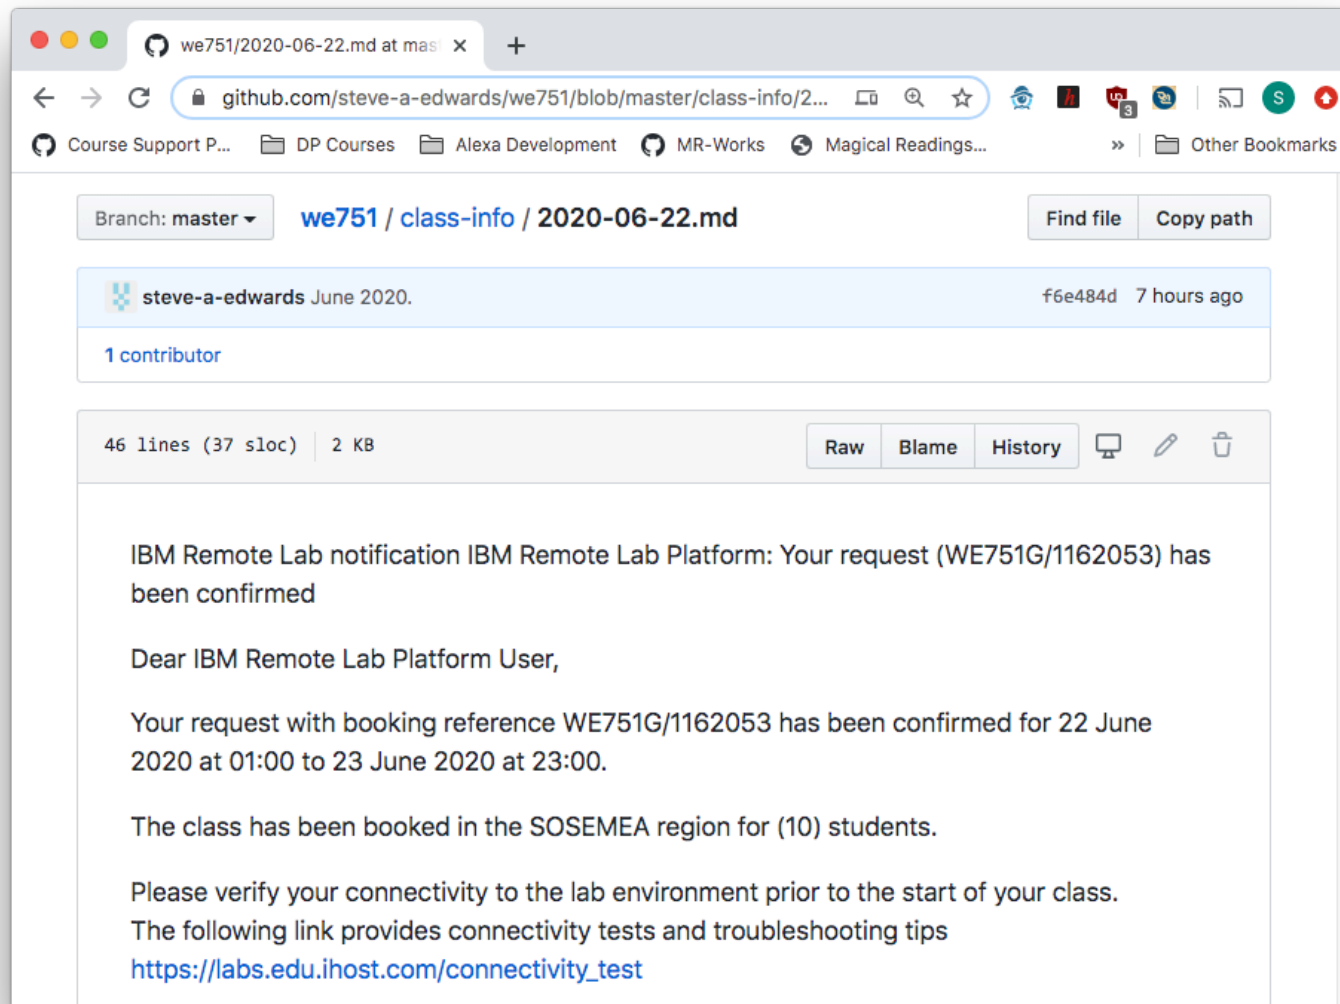 we751/2020-06-22.md at mas
github.com/steve-a-edwards/we751/blob/master/class-info/2...
3
S
Course Support P...
DP Courses
Alexa Development
MR-Works
Magical Readings...
»
Other Bookmarks
Branch: master
we751 / class-info / 2020-06-22.md
Find file
Copy path
steve-a-edwards June 2020.
f6e484d 7 hours ago
1 contributor
46 lines (37 sloc) 2 KB
Raw
Blame
History
IBM Remote Lab notification IBM Remote Lab Platform: Your request (WE751G/1162053) has
been confirmed
Dear IBM Remote Lab Platform User,
Your request with booking reference WE751G/1162053 has been confirmed for 22 June
2020 at 01:00 to 23 June 2020 at 23:00.
The class has been booked in the SOSEMEA region for (10) students.
Please verify your connectivity to the lab environment prior to the start of your class.
The following link provides connectivity tests and troubleshooting tips
https://labs.edu.ihost.com/connectivity_test